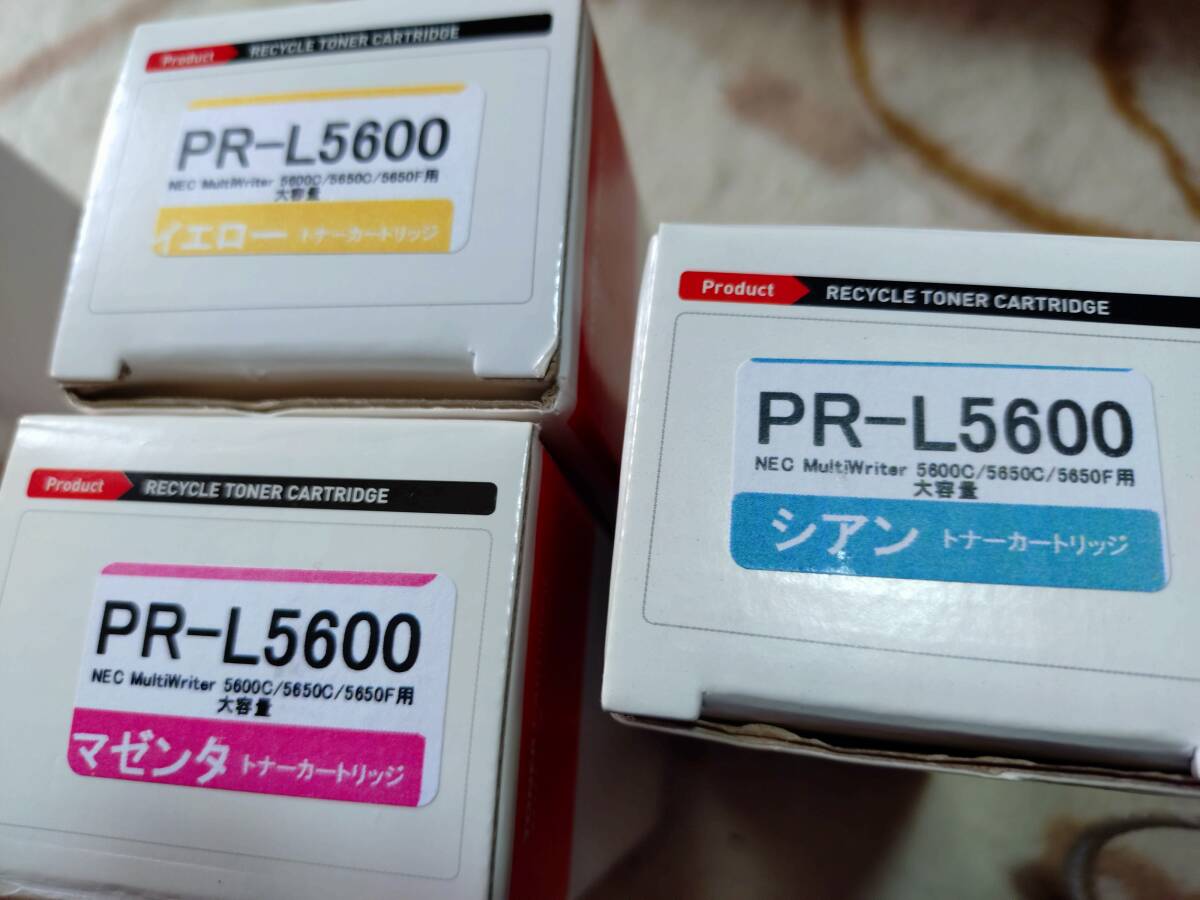 Product RECYCLE TONER CARTRIDGE
PR-L5600
NEC MultiWriter 5600C/5650C/5650F用
大容量
イエロー トナーカートリッジ
Product RECYCLE TONER CARTRIDGE
PR-L5600
NEC MultiWriter 5600C/5650C/5650F用
大容量
シアン トナーカートリッジ
Product RECYCLE TONER CARTRIDGE
PR-L5600
NEC MultiWriter 5600C/5650C/5650F用
大容量
マゼンタ トナーカートリッジ